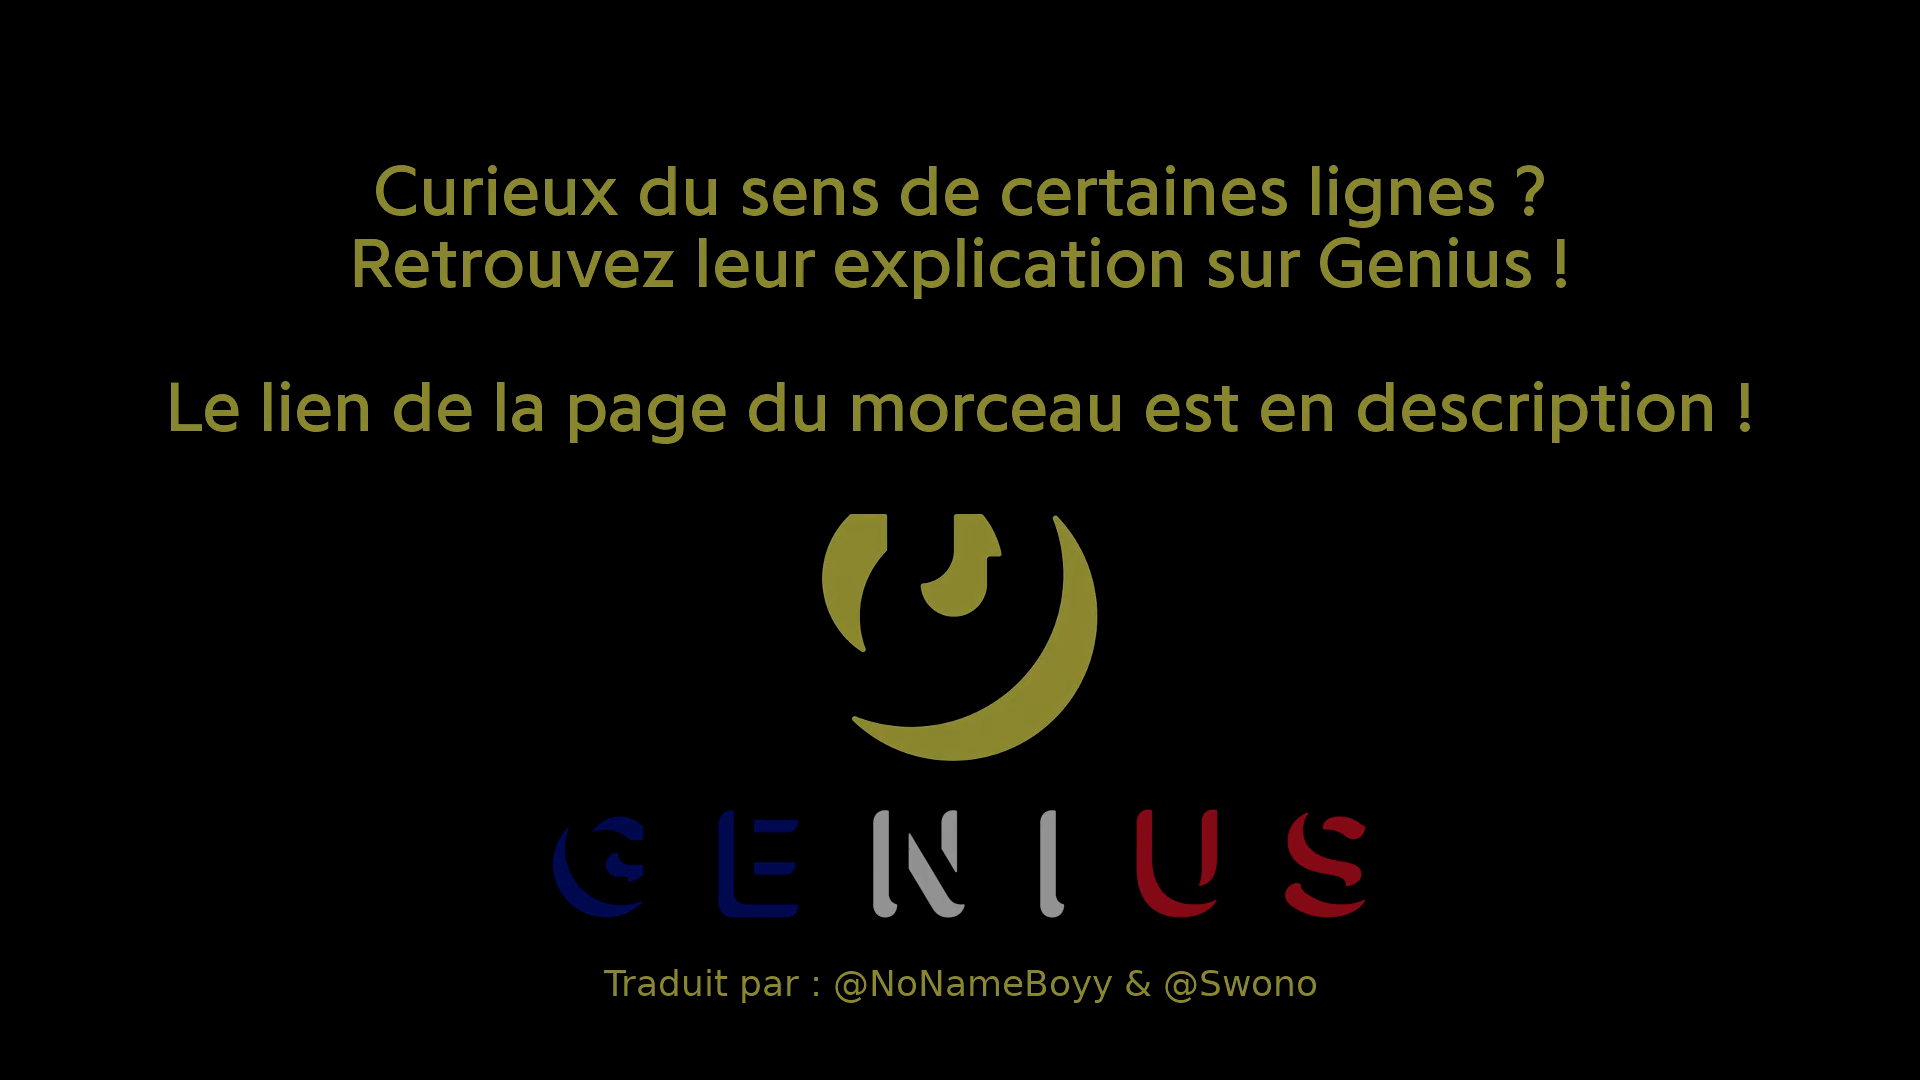 Curieux du sens de certaines lignes ?
Retrouvez leur explication sur Genius !
Le lien de la page du morceau est en description !
GENIUS
Traduit par : @NoNameBoyy & @Swono